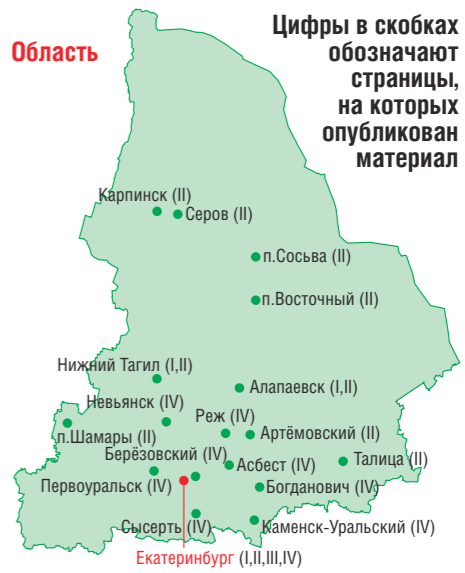 Область
Цифры в скобках
обозначают
страницы,
на которых
опубликован
материал
Карпинск (II)
Серов (II)
п.Сосьва (II)
п.Восточный (II)
Нижний Тагил (I,II)
Алапаевск (I,II)
Невьянск (IV)
Реж (IV)
п.Шамары (II)
Артёмовский (II)
Берёзовский (IV)
Асбест (IV)
Талица (II)
Первоуральск (IV)
Богданович (IV)
Сысерть (IV)
Каменск-Уральский (IV)
Екатеринбург (I,II,III,IV)